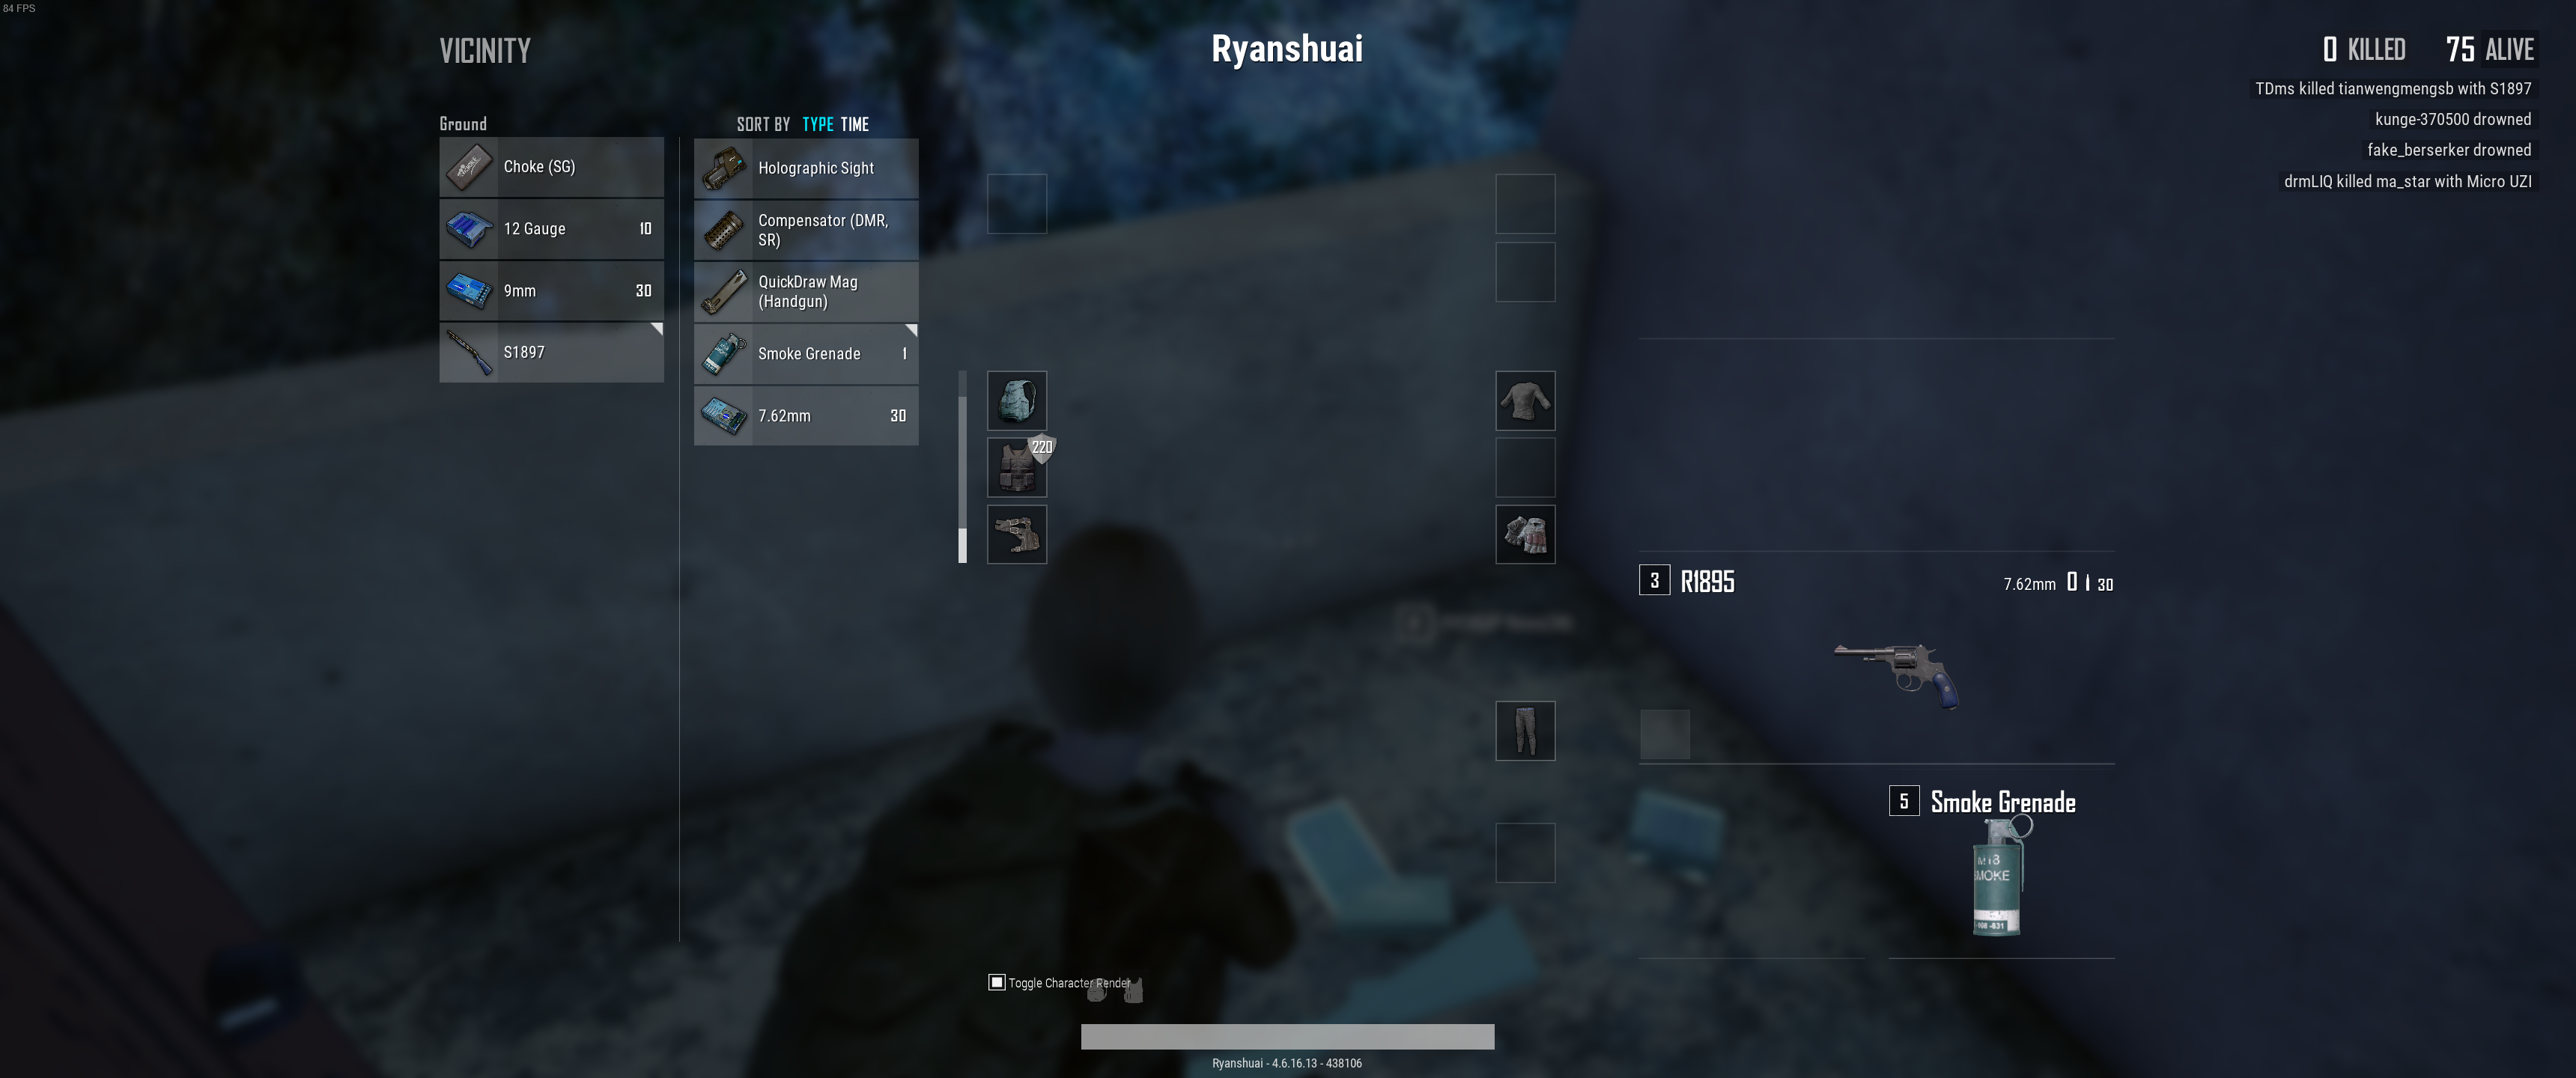 84 FPS
VICINITY
Ryanshuai
0 KILLED 75 ALIVE
TDms killed tianwengmengsb with S1897
kunge-370500 drowned
fake_berserker drowned
drmLIQ killed ma_star with Micro UZI
Ground
SORT BY TYPE TIME
Choke (SG)
12 Gauge 10
9mm 30
S1897
Holographic Sight
Compensator (DMR,
SR)
QuickDraw Mag
(Handgun)
Smoke Grenade 1
7.62mm 30
220
3 R1895 7.62mm 0 30
5 Smoke Grenade
M18
SMOKE
Toggle Character Render
Ryanshuai - 4.6.16.13 - 438106